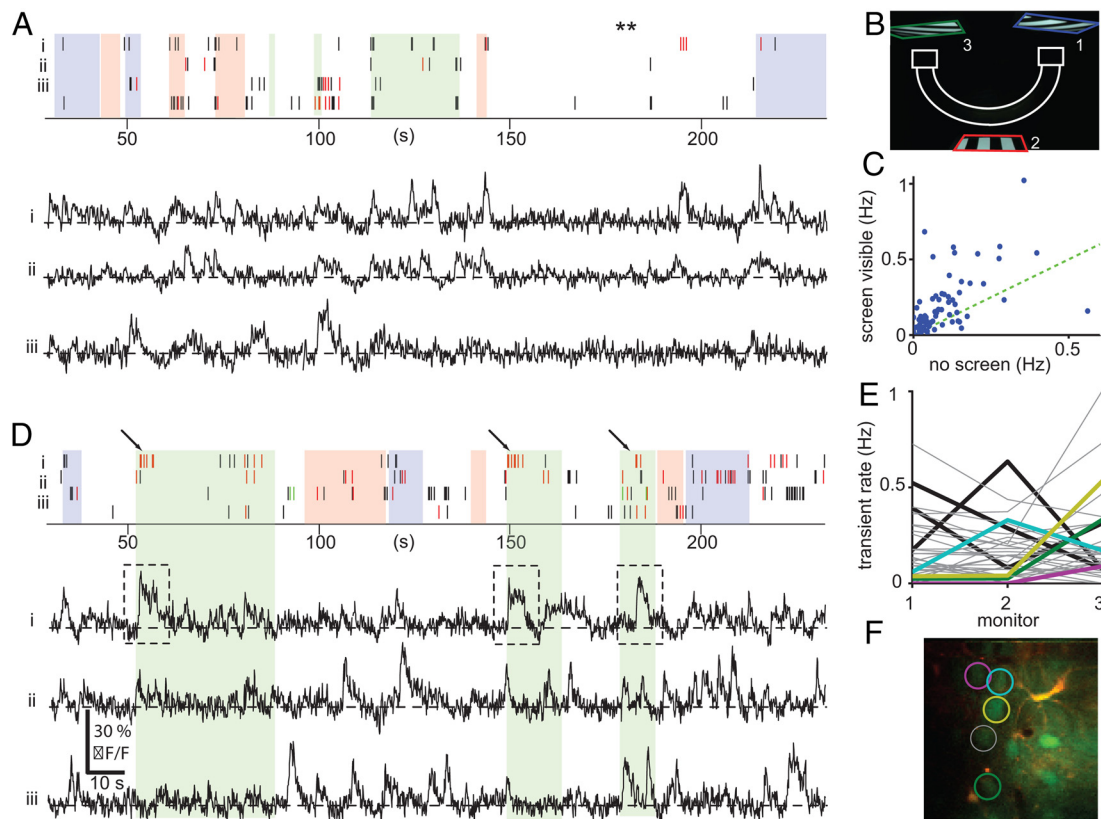 A
**
i
ii
iii
50
(s)
100
150
200
i
ii
iii
B
3
1
2
C
screen visible (Hz)
1
0.5
0
0
0.5
no screen (Hz)
D
i
ii
iii
50
100
(s)
150
200
i
ii
30 %
F/F
10 s
iii
E
transient rate (Hz)
1
0.5
0
1
2
3
monitor
F